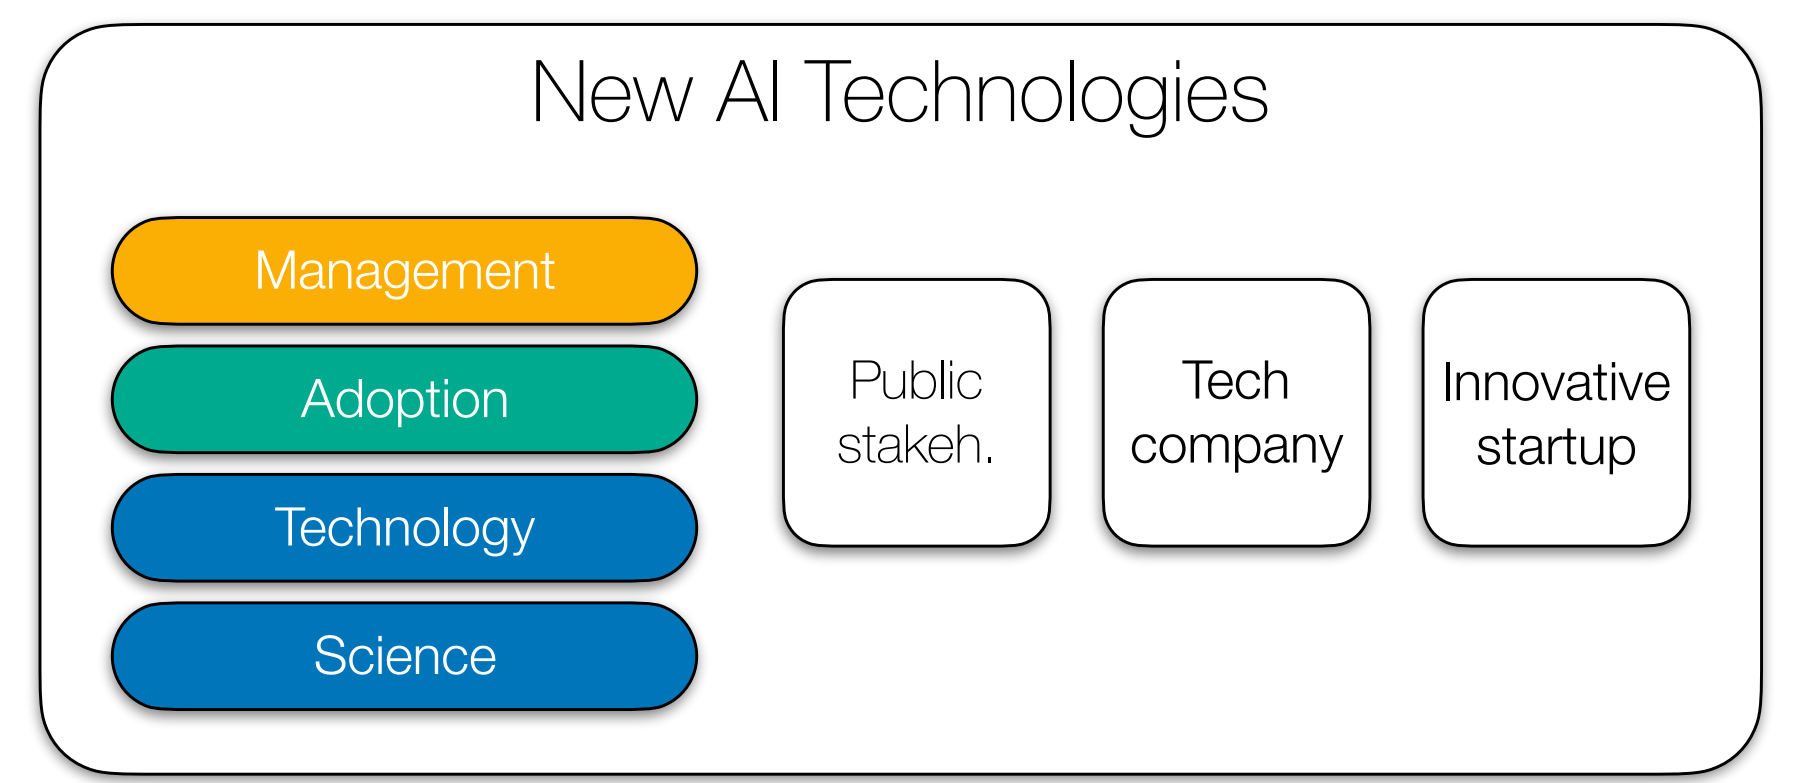 New AI Technologies
Management
Adoption
Technology
Science
Public
stakeh.
Tech
company
Innovative
startup